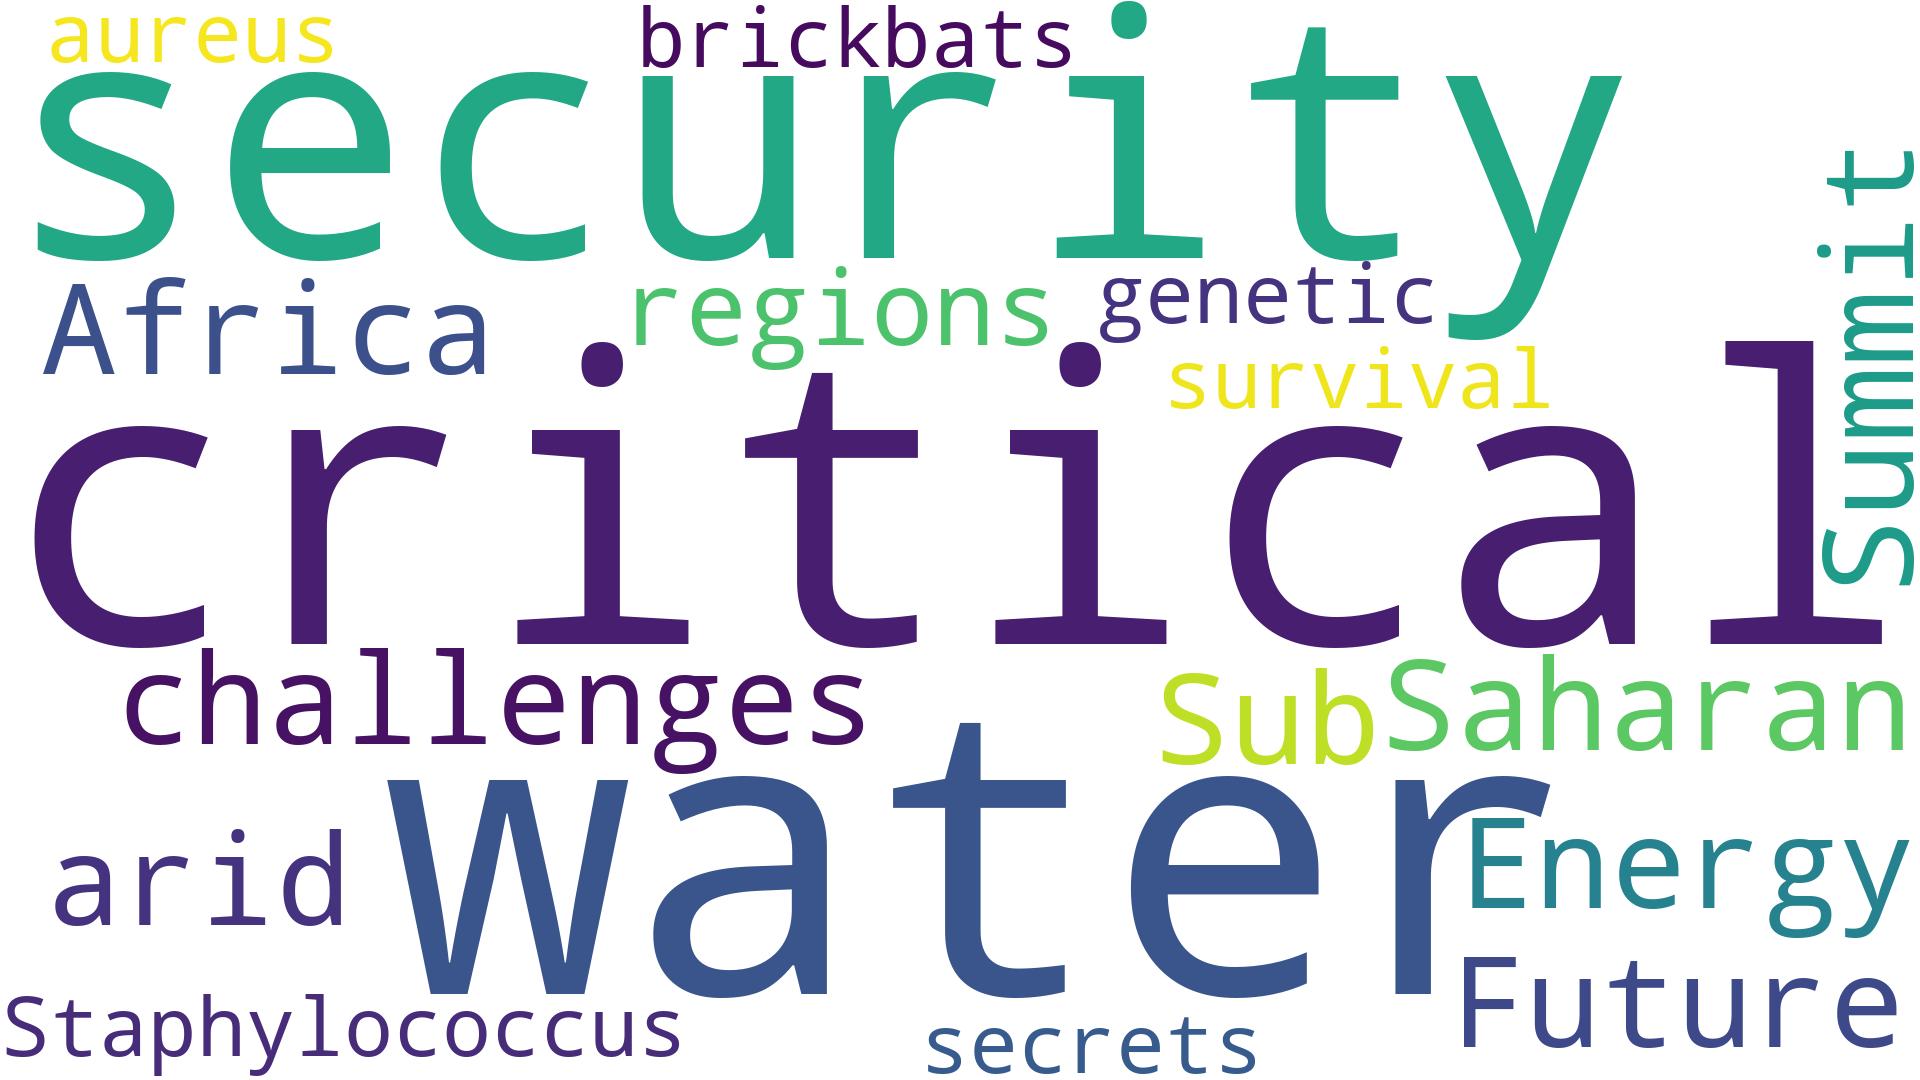 aureus
brickbats
security
Summit
Africa
regions
genetic
survival
critical
challenges
Sub
Saharan
water
arid
Energy
Future
Staphylococcus
secrets